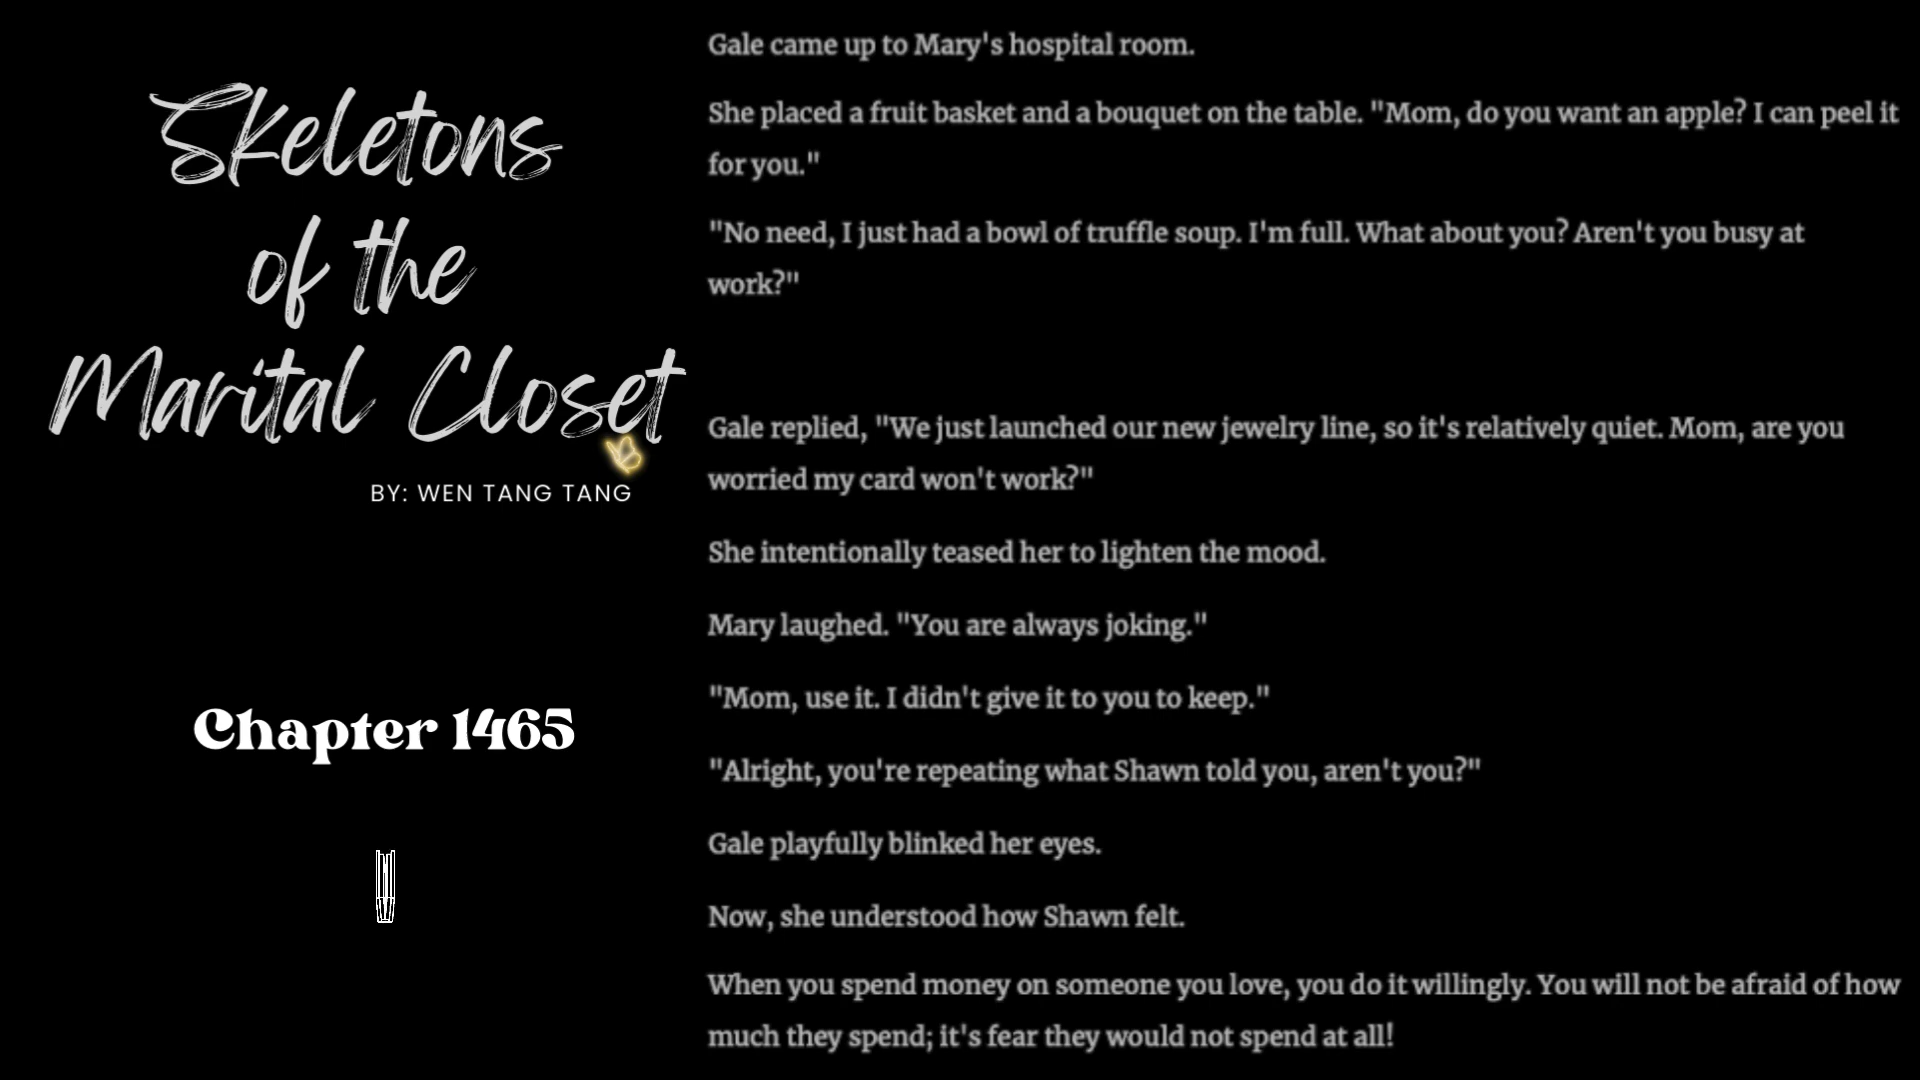 Skeletons
of the
Marital Closet
BY: WEN TANG TANG
Chapter 1465
Gale came up to Mary's hospital room.
She placed a fruit basket and a bouquet on the table. "Mom, do you want an apple? I can peel it
for you."
"No need, I just had a bowl of truffle soup. I'm full. What about you? Aren't you busy at
work?"
Gale replied, "We just launched our new jewelry line, so it's relatively quiet. Mom, are you
worried my card won't work?"
She intentionally teased her to lighten the mood.
Mary laughed. "You are always joking."
"Mom, use it. I didn't give it to you to keep."
"Alright, you're repeating what Shawn told you, aren't you?"
Gale playfully blinked her eyes.
Now, she understood how Shawn felt.
When you spend money on someone you love, you do it willingly. You will not be afraid of how
much they spend; it's fear they would not spend at all!